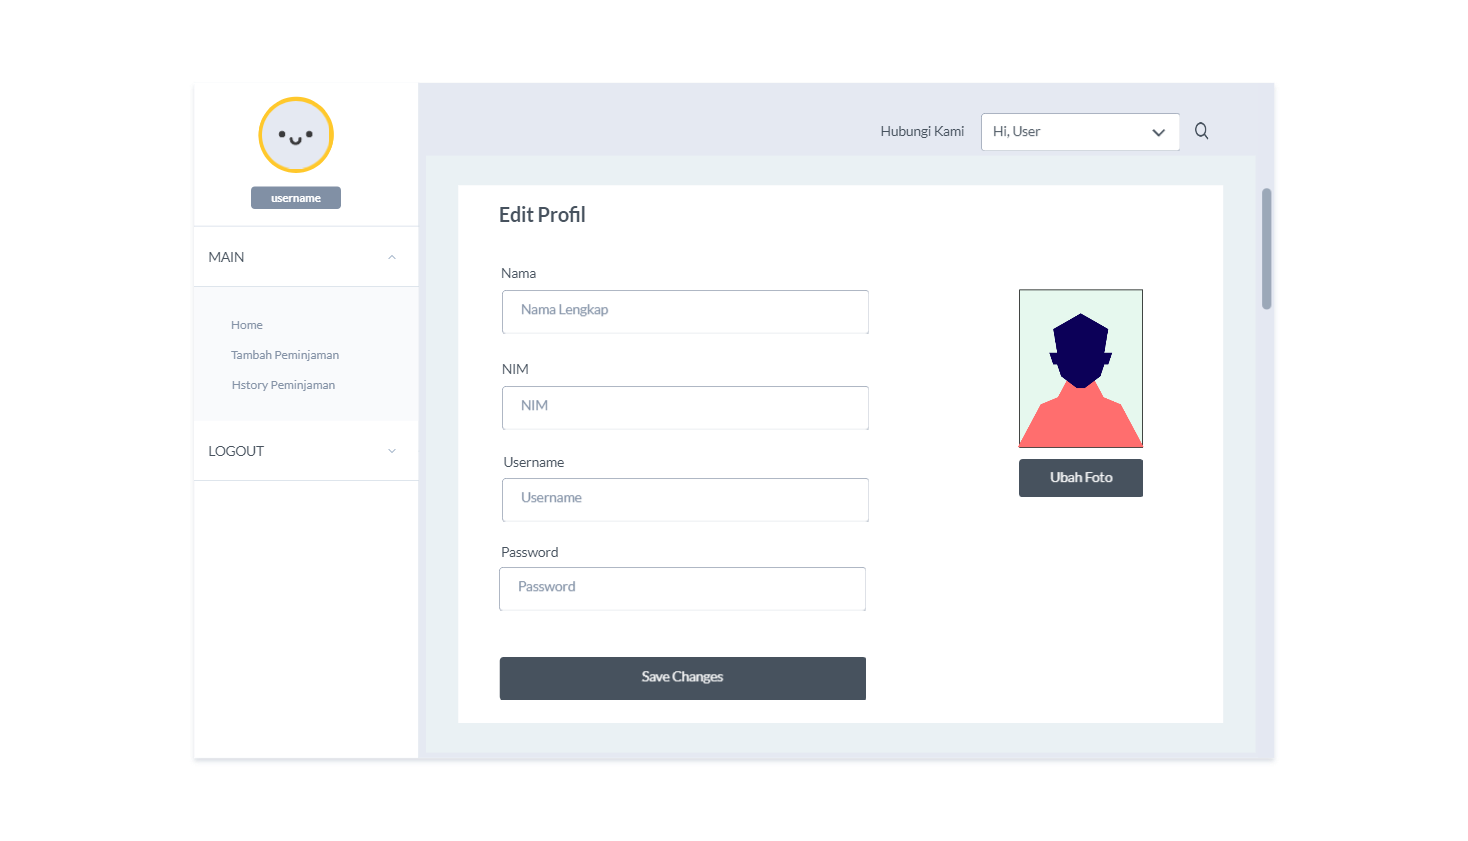 username
MAIN
Home
Tambah Peminjaman
Hstory Peminjaman
LOGOUT
Hubungi Kami
Hi, User
Edit Profil
Nama
Nama Lengkap
NIM
NIM
Username
Username
Password
Password
Save Changes
Ubah Foto